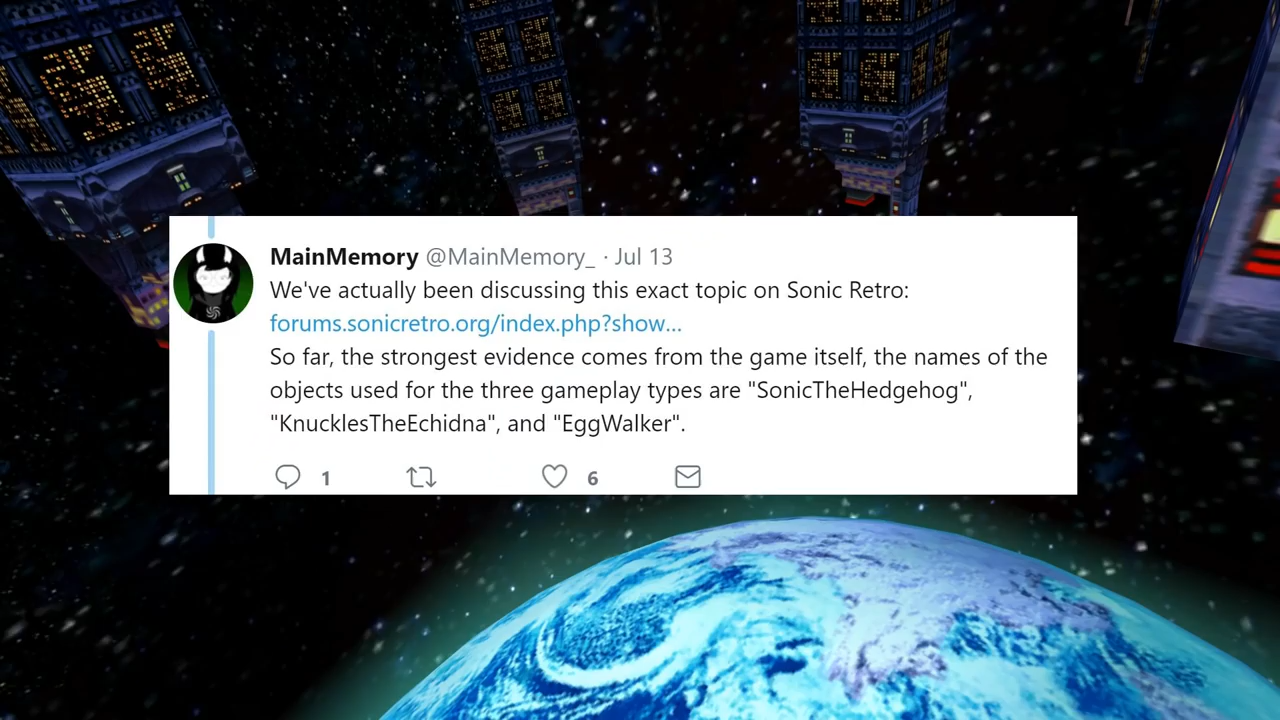 MainMemory @MainMemory_ · Jul 13
We've actually been discussing this exact topic on Sonic Retro:
forums.sonicretro.org/index.php?show...
So far, the strongest evidence comes from the game itself, the names of the
objects used for the three gameplay types are "SonicTheHedgehog",
"KnucklesTheEchidna", and "EggWalker".
1 6